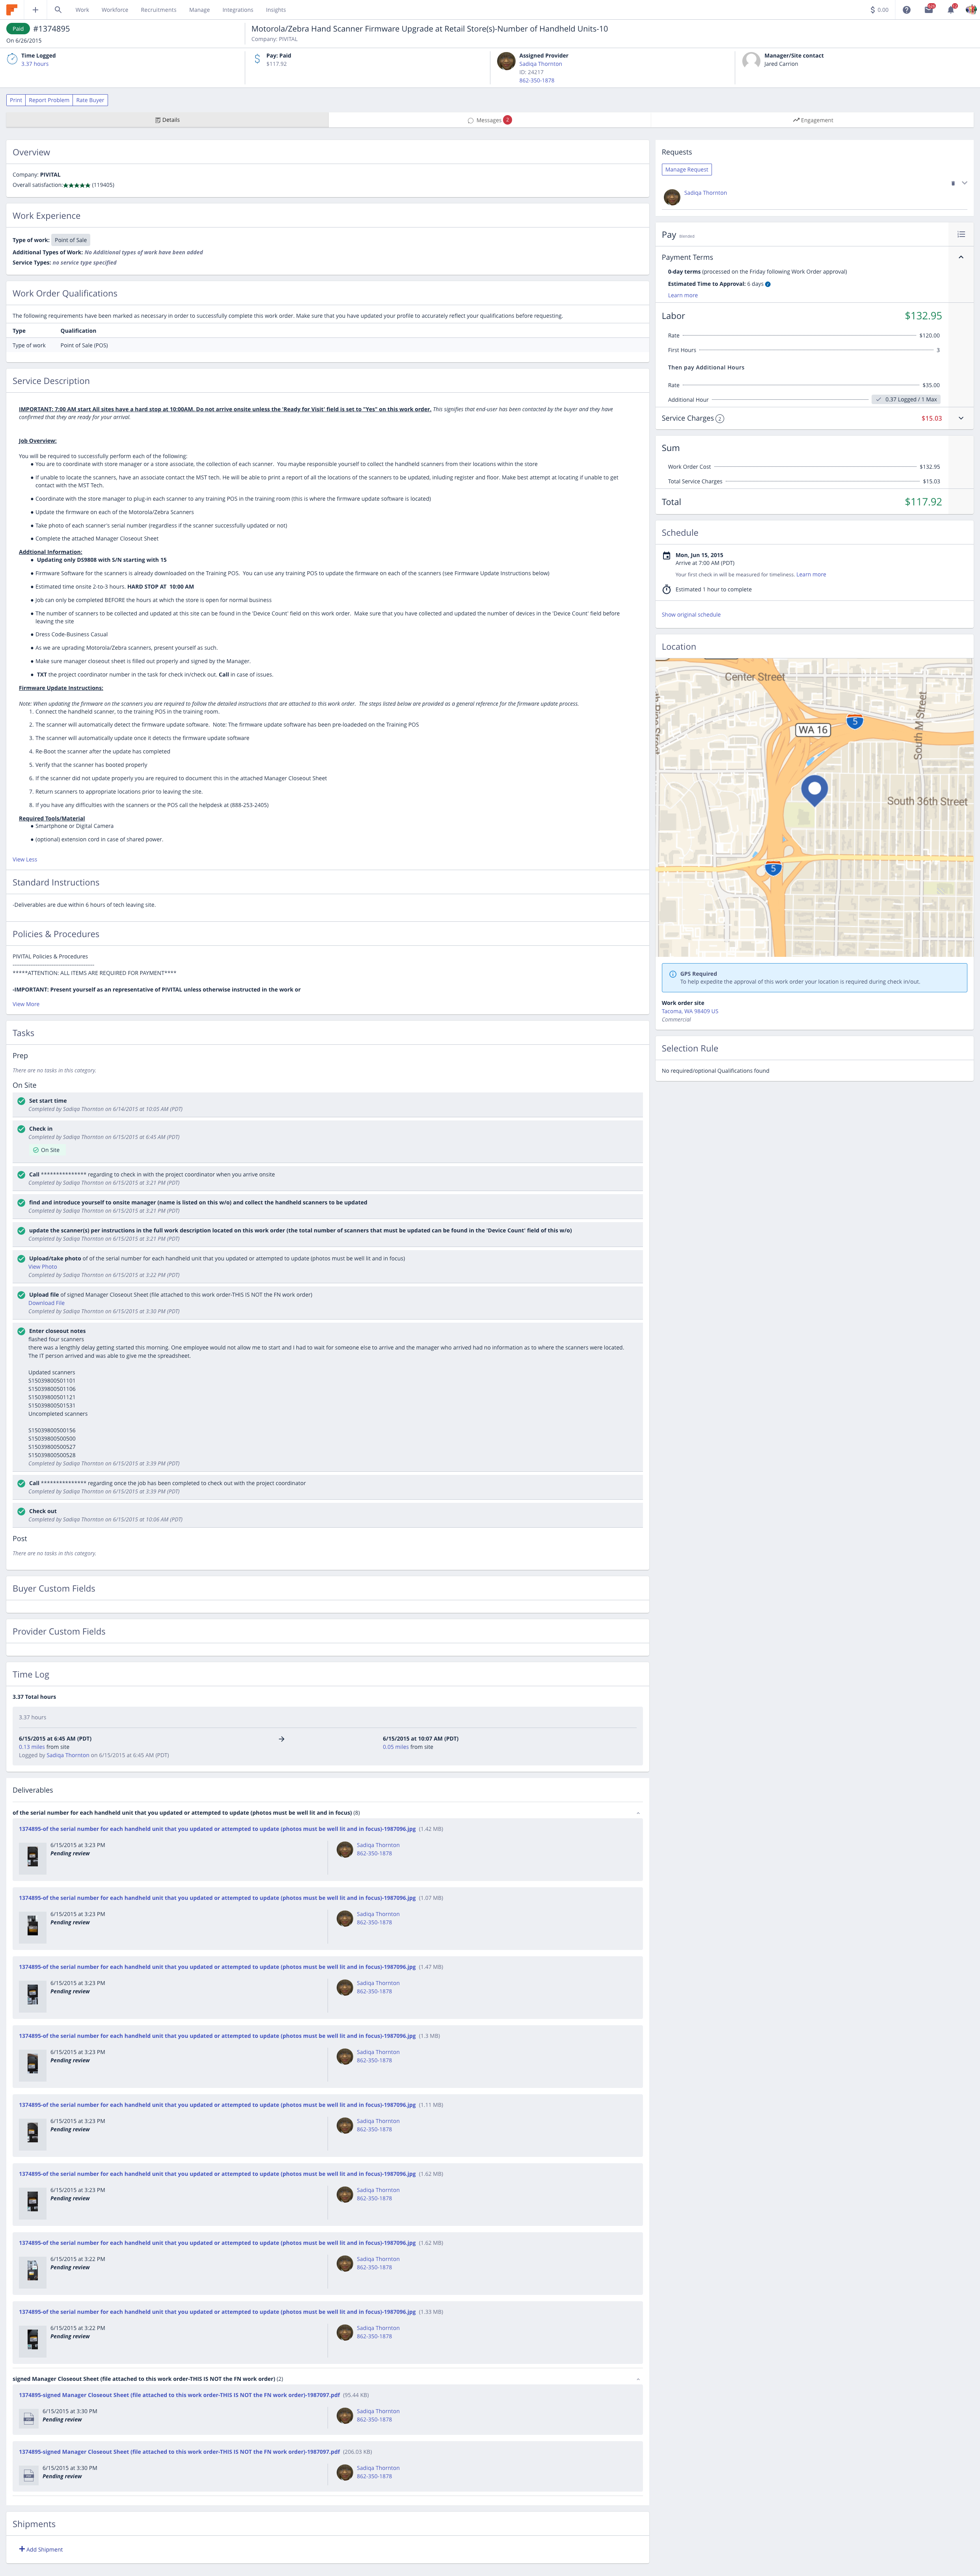 Work Workforce Recruitments Manage Integrations Insights
$ 0.00
Paid #1374895
On 6/26/2015
Motorola/Zebra Hand Scanner Firmware Upgrade at Retail Store(s)-Number of Handheld Units-10
Company: PIVITAL
Time Logged
3.37 hours
Pay: Paid
$117.92
Assigned Provider
Sadiqa Thornton
ID: 24217
862-350-1878
Manager/Site contact
Jared Carrion
Print Report Problem Rate Buyer
Details
Messages 2
Engagement
Overview
Company: PIVITAL
Overall satisfaction: ★★★★★ (119405)
Work Experience
Type of work: Point of Sale
Additional Types of Work: No Additional types of work have been added
Service Types: no service type specified
Work Order Qualifications
The following requirements have been marked as necessary in order to successfully complete this work order. Make sure that you have updated your profile to accurately reflect your qualifications before requesting.
Type Qualification
Type of work Point of Sale (POS)
Service Description
IMPORTANT: 7:00 AM start All sites have a hard stop at 10:00AM. Do not arrive onsite unless the 'Ready for Visit' field is set to "Yes" on this work order. This signifies that end-user has been contacted by the buyer and they have
confirmed that they are ready for your arrival.
Job Overview:
You will be required to successfully perform each of the following:
• You are to coordinate with store manager or a store associate, the collection of each scanner. You maybe responsible yourself to collect the handheld scanners from their locations within the store
• If unable to locate the scanners, have an associate contact the MST tech. He will be able to print a report of all the locations of the scanners to be updated, including register and floor. Make best attempt at locating if unable to get
contact with the MST Tech.
• Coordinate with the store manager to plug-in each scanner to any training POS in the training room (this is where the firmware update software is located)
• Update the firmware on each of the Motorola/Zebra Scanners
• Take photo of each scanner's serial number (regardless if the scanner successfully updated or not)
• Complete the attached Manager Closeout Sheet
Addtional Information:
• Updating only DS9808 with S/N starting with 15
• Firmware Software for the scanners is already downloaded on the Training POS. You can use any training POS to update the firmware on each of the scanners (see Firmware Update Instructions below)
• Estimated time onsite 2-to-3 hours. HARD STOP AT 10:00 AM
• Job can only be completed BEFORE the hours at which the store is open for normal business
• The number of scanners to be collected and updated at this site can be found in the 'Device Count' field on this work order. Make sure that you have collected and updated the number of devices in the 'Device Count' field before
leaving the site
• Dress Code-Business Casual
• As we are uprading Motorola/Zebra scanners, present yourself as such.
• Make sure manager closeout sheet is filled out properly and signed by the Manager.
• TXT the project coordinator number in the task for check in/check out. Call in case of issues.
Firmware Update Instructions:
Note: When updating the firmware on the scanners you are required to follow the detailed instructions that are attached to this work order. The steps listed below are provided as a general reference for the firmware update process.
1. Connect the handheld scanner, to the training POS in the training room.
2. The scanner will automatically detect the firmware update software. Note: The firmware update software has been pre-loadeded on the Training POS
3. The scanner will automatically update once it detects the firmware update software
4. Re-Boot the scanner after the update has completed
5. Verify that the scanner has booted properly
6. If the scanner did not update properly you are required to document this in the attached Manager Closeout Sheet
7. Return scanners to appropriate locations prior to leaving the site.
8. If you have any difficulties with the scanners or the POS call the helpdesk at (888-253-2405)
Required Tools/Material
• Smartphone or Digital Camera
• (optional) extension cord in case of shared power.
View Less
Standard Instructions
-Deliverables are due within 6 hours of tech leaving site.
Policies & Procedures
PIVITAL Policies & Procedures
*****ATTENTION: ALL ITEMS ARE REQUIRED FOR PAYMENT****
-IMPORTANT: Present yourself as an representative of PIVITAL unless otherwise instructed in the work or
View More
Tasks
Prep
There are no tasks in this category.
On Site
Set start time
Completed by Sadiqa Thornton on 6/14/2015 at 10:05 AM (PDT)
Check in
Completed by Sadiqa Thornton on 6/15/2015 at 6:45 AM (PDT)
On Site
Call *************** regarding to check in with the project coordinator when you arrive onsite
Completed by Sadiqa Thornton on 6/15/2015 at 3:21 PM (PDT)
find and introduce yourself to onsite manager (name is listed on this w/o) and collect the handheld scanners to be updated
Completed by Sadiqa Thornton on 6/15/2015 at 3:21 PM (PDT)
update the scanner(s) per instructions in the full work description located on this work order (the total number of scanners that must be updated can be found in the 'Device Count' field of this w/o)
Completed by Sadiqa Thornton on 6/15/2015 at 3:21 PM (PDT)
Upload/take photo of of the serial number for each handheld unit that you updated or attempted to update (photos must be well lit and in focus)
View Photo
Completed by Sadiqa Thornton on 6/15/2015 at 3:22 PM (PDT)
Upload file of signed Manager Closeout Sheet (file attached to this work order-THIS IS NOT the FN work order)
Download File
Completed by Sadiqa Thornton on 6/15/2015 at 3:30 PM (PDT)
Enter closeout notes
flashed four scanners
there was a lengthly delay getting started this morning. One employee would not allow me to start and I had to wait for someone else to arrive and the manager who arrived had no information as to where the scanners were located.
The IT person arrived and was able to give me the spreadsheet.
Updated scanners
S15039800501101
S15039800501106
S15039800501121
S15039800501531
Uncompleted scanners
S15039800500156
S15039800500500
S15039800500527
S15039800500528
Completed by Sadiqa Thornton on 6/15/2015 at 3:39 PM (PDT)
Call *************** regarding once the job has been completed to check out with the project coordinator
Completed by Sadiqa Thornton on 6/15/2015 at 3:39 PM (PDT)
Check out
Completed by Sadiqa Thornton on 6/15/2015 at 10:06 AM (PDT)
Post
There are no tasks in this category.
Buyer Custom Fields
Provider Custom Fields
Time Log
3.37 Total hours
3.37 hours
6/15/2015 at 6:45 AM (PDT) → 6/15/2015 at 10:07 AM (PDT)
0.13 miles from site 0.05 miles from site
Logged by Sadiqa Thornton on 6/15/2015 at 6:45 AM (PDT)
Deliverables
of the serial number for each handheld unit that you updated or attempted to update (photos must be well lit and in focus) (8)
1374895-of the serial number for each handheld unit that you updated or attempted to update (photos must be well lit and in focus)-1987096.jpg (1.42 MB)
6/15/2015 at 3:23 PM Sadiqa Thornton
Pending review 862-350-1878
1374895-of the serial number for each handheld unit that you updated or attempted to update (photos must be well lit and in focus)-1987096.jpg (1.07 MB)
6/15/2015 at 3:23 PM Sadiqa Thornton
Pending review 862-350-1878
1374895-of the serial number for each handheld unit that you updated or attempted to update (photos must be well lit and in focus)-1987096.jpg (1.47 MB)
6/15/2015 at 3:23 PM Sadiqa Thornton
Pending review 862-350-1878
1374895-of the serial number for each handheld unit that you updated or attempted to update (photos must be well lit and in focus)-1987096.jpg (1.3 MB)
6/15/2015 at 3:23 PM Sadiqa Thornton
Pending review 862-350-1878
1374895-of the serial number for each handheld unit that you updated or attempted to update (photos must be well lit and in focus)-1987096.jpg (1.11 MB)
6/15/2015 at 3:23 PM Sadiqa Thornton
Pending review 862-350-1878
1374895-of the serial number for each handheld unit that you updated or attempted to update (photos must be well lit and in focus)-1987096.jpg (1.62 MB)
6/15/2015 at 3:23 PM Sadiqa Thornton
Pending review 862-350-1878
1374895-of the serial number for each handheld unit that you updated or attempted to update (photos must be well lit and in focus)-1987096.jpg (1.62 MB)
6/15/2015 at 3:22 PM Sadiqa Thornton
Pending review 862-350-1878
1374895-of the serial number for each handheld unit that you updated or attempted to update (photos must be well lit and in focus)-1987096.jpg (1.33 MB)
6/15/2015 at 3:22 PM Sadiqa Thornton
Pending review 862-350-1878
signed Manager Closeout Sheet (file attached to this work order-THIS IS NOT the FN work order) (2)
1374895-signed Manager Closeout Sheet (file attached to this work order-THIS IS NOT the FN work order)-1987097.pdf (95.44 KB)
6/15/2015 at 3:30 PM Sadiqa Thornton
Pending review 862-350-1878
1374895-signed Manager Closeout Sheet (file attached to this work order-THIS IS NOT the FN work order)-1987097.pdf (206.03 KB)
6/15/2015 at 3:30 PM Sadiqa Thornton
Pending review 862-350-1878
Shipments
+ Add Shipment
Requests
Manage Request
Sadiqa Thornton
Pay Blended
Payment Terms
0-day terms (processed on the Friday following Work Order approval)
Estimated Time to Approval: 6 days
Learn more
Labor $132.95
Rate $120.00
First Hours 3
Then pay Additional Hours
Rate $35.00
Additional Hour 0.37 Logged / 1 Max
Service Charges 2 $15.03
Sum
Work Order Cost $132.95
Total Service Charges $15.03
Total $117.92
Schedule
Mon, Jun 15, 2015
Arrive at 7:00 AM (PDT)
Your first check in will be measured for timeliness. Learn more
Estimated 1 hour to complete
Show original schedule
Location
Center Street
WA 16
5
South M Street
South 36th Street
5
GPS Required
To help expedite the approval of this work order your location is required during check in/out.
Work order site
Tacoma, WA 98409 US
Commercial
Selection Rule
No required/optional Qualifications found